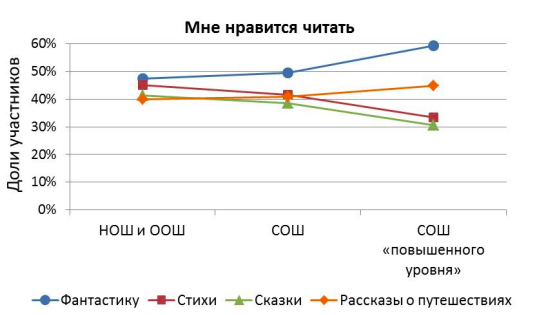 Мне нравится читать
Доли участников
60%
50%
40%
30%
20%
10%
0%
НОШ и ООШ
СОШ
СОШ
«повышенного
уровня»
Фантастику
Стихи
Сказки
Рассказы о путешествиях